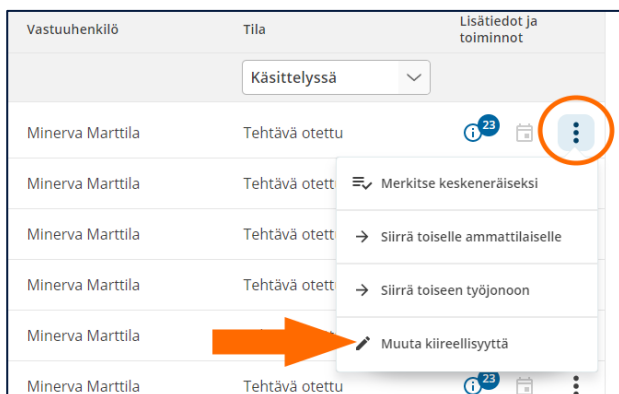 Vastuuhenkilö Tila Lisätiedot ja
toiminnot
Käsittelyssä
Minerva Marttila Tehtävä otettu 23
Minerva Marttila Tehtävä otettu Merkitse keskeneräiseksi
Minerva Marttila Tehtävä otett Siirrä toiselle ammattilaiselle
Minerva Marttila Tehtävä otett Siirrä toiseen työjonoon
Minerva Marttila Muuta kiireellisyyttä
Minerva Marttila Tehtävä otettu 23